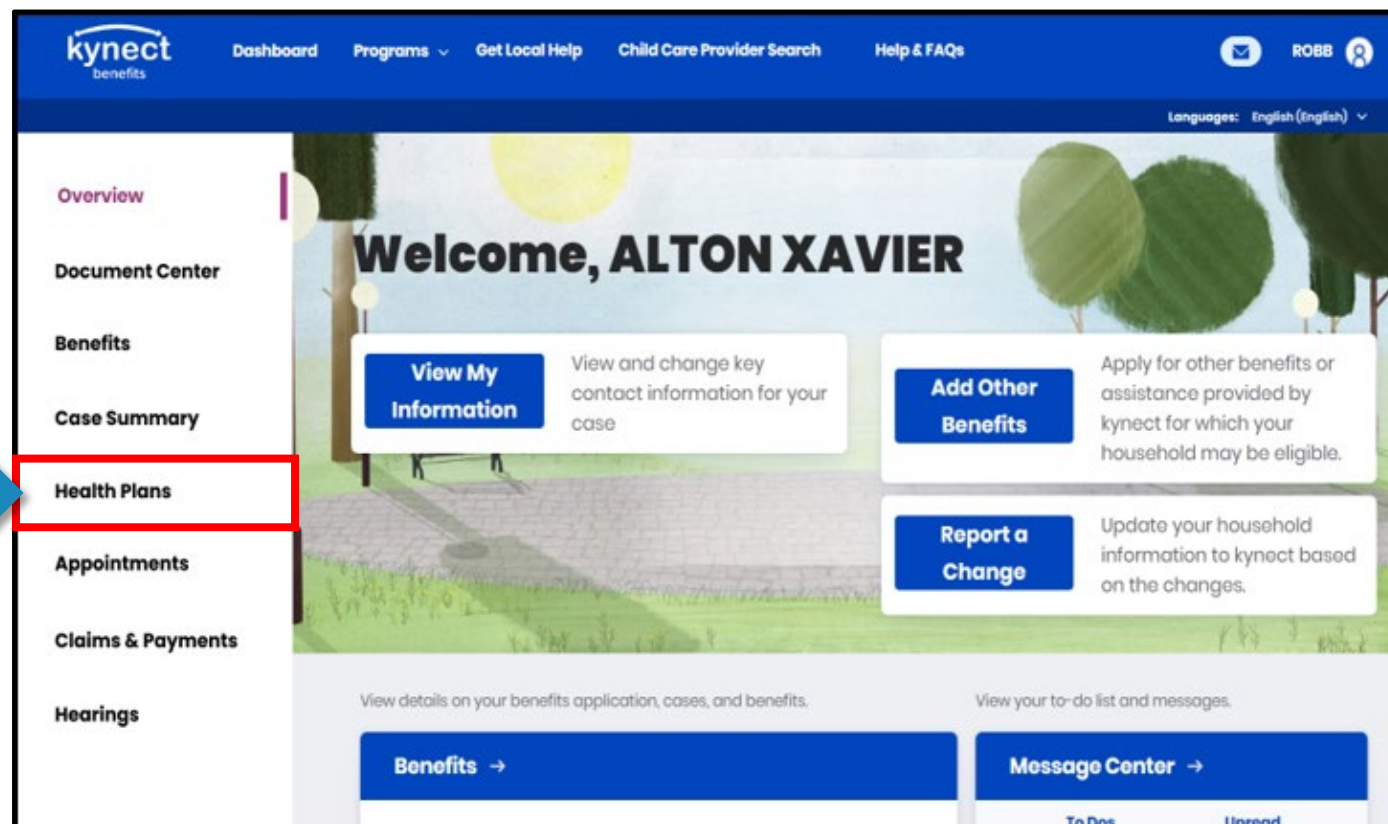 kynect
benefits
Dashboard
Programs
Get Local Help
Child Care Provider Search
Help & FAQs
ROBB
Languages: English (English)
Overview
Document Center
Benefits
Case Summary
Health Plans
Appointments
Claims & Payments
Hearings
Welcome, ALTON XAVIER
View My
Information
View and change key
contact information for your
case
Add Other
Benefits
Apply for other benefits or
assistance provided by
kynect for which your
household may be eligible.
Report a
Change
Update your household
information to kynect based
on the changes.
View details on your benefits application, cases, and benefits.
View your to-do list and messages.
Benefits →
Message Center →
To Dos
Unread